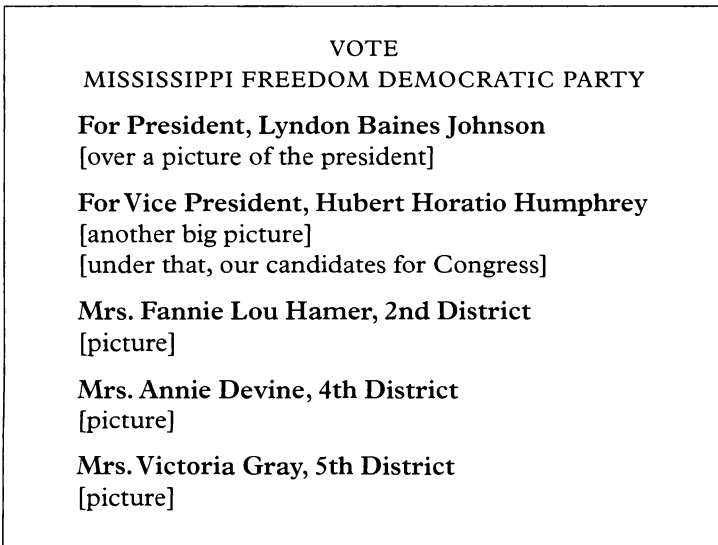 VOTE
MISSISSIPPI FREEDOM DEMOCRATIC PARTY
For President, Lyndon Baines Johnson
[over a picture of the president]
For Vice President, Hubert Horatio Humphrey
[another big picture]
[under that, our candidates for Congress]
Mrs. Fannie Lou Hamer, 2nd District
[picture]
Mrs. Annie Devine, 4th District
[picture]
Mrs. Victoria Gray, 5th District
[picture]